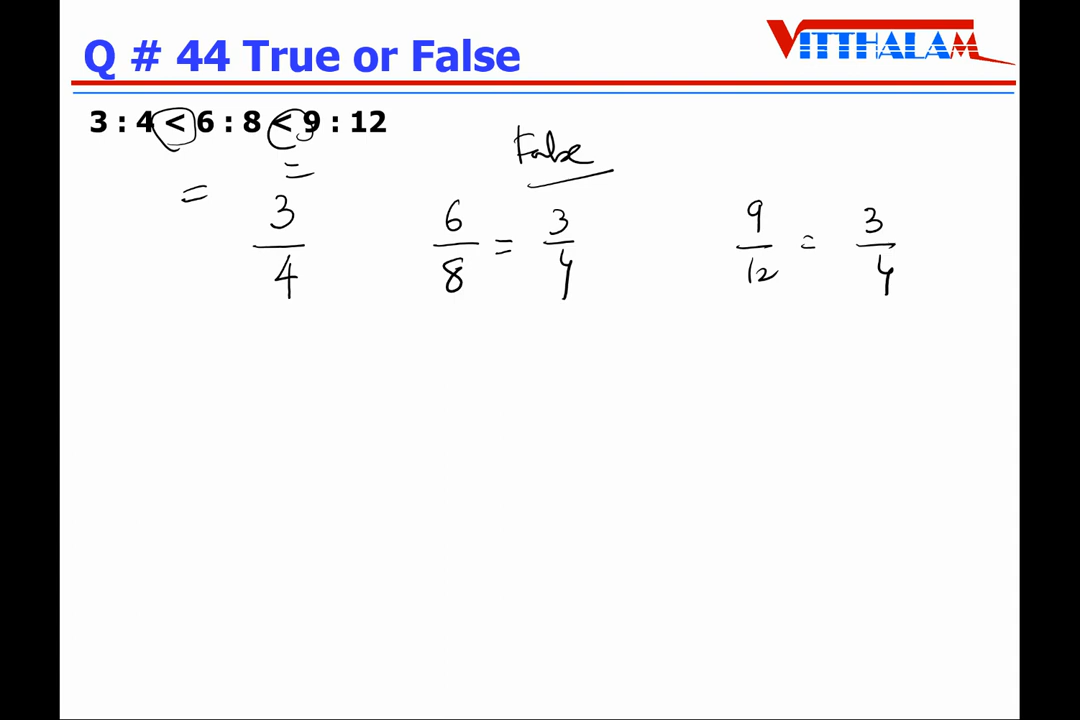 Q # 44 True or False
VITTHALAM
3 : 4 < 6 : 8 < 9 : 12
False
= =
3/4 6/8 = 3/4 9/12 = 3/4